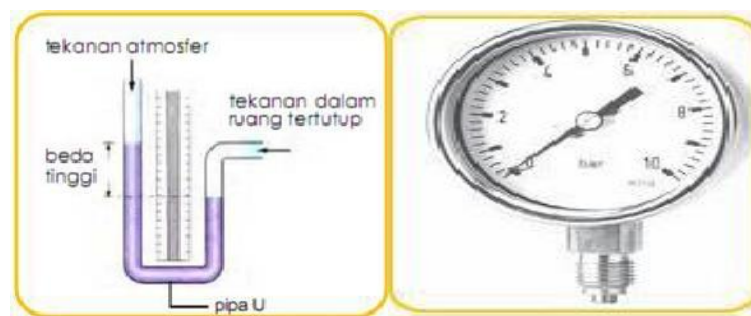 tekanan atmosfer
tekanan dalam
ruang tertutup
beda
tinggi
pipa U
0
2
4
6
8
10
bar